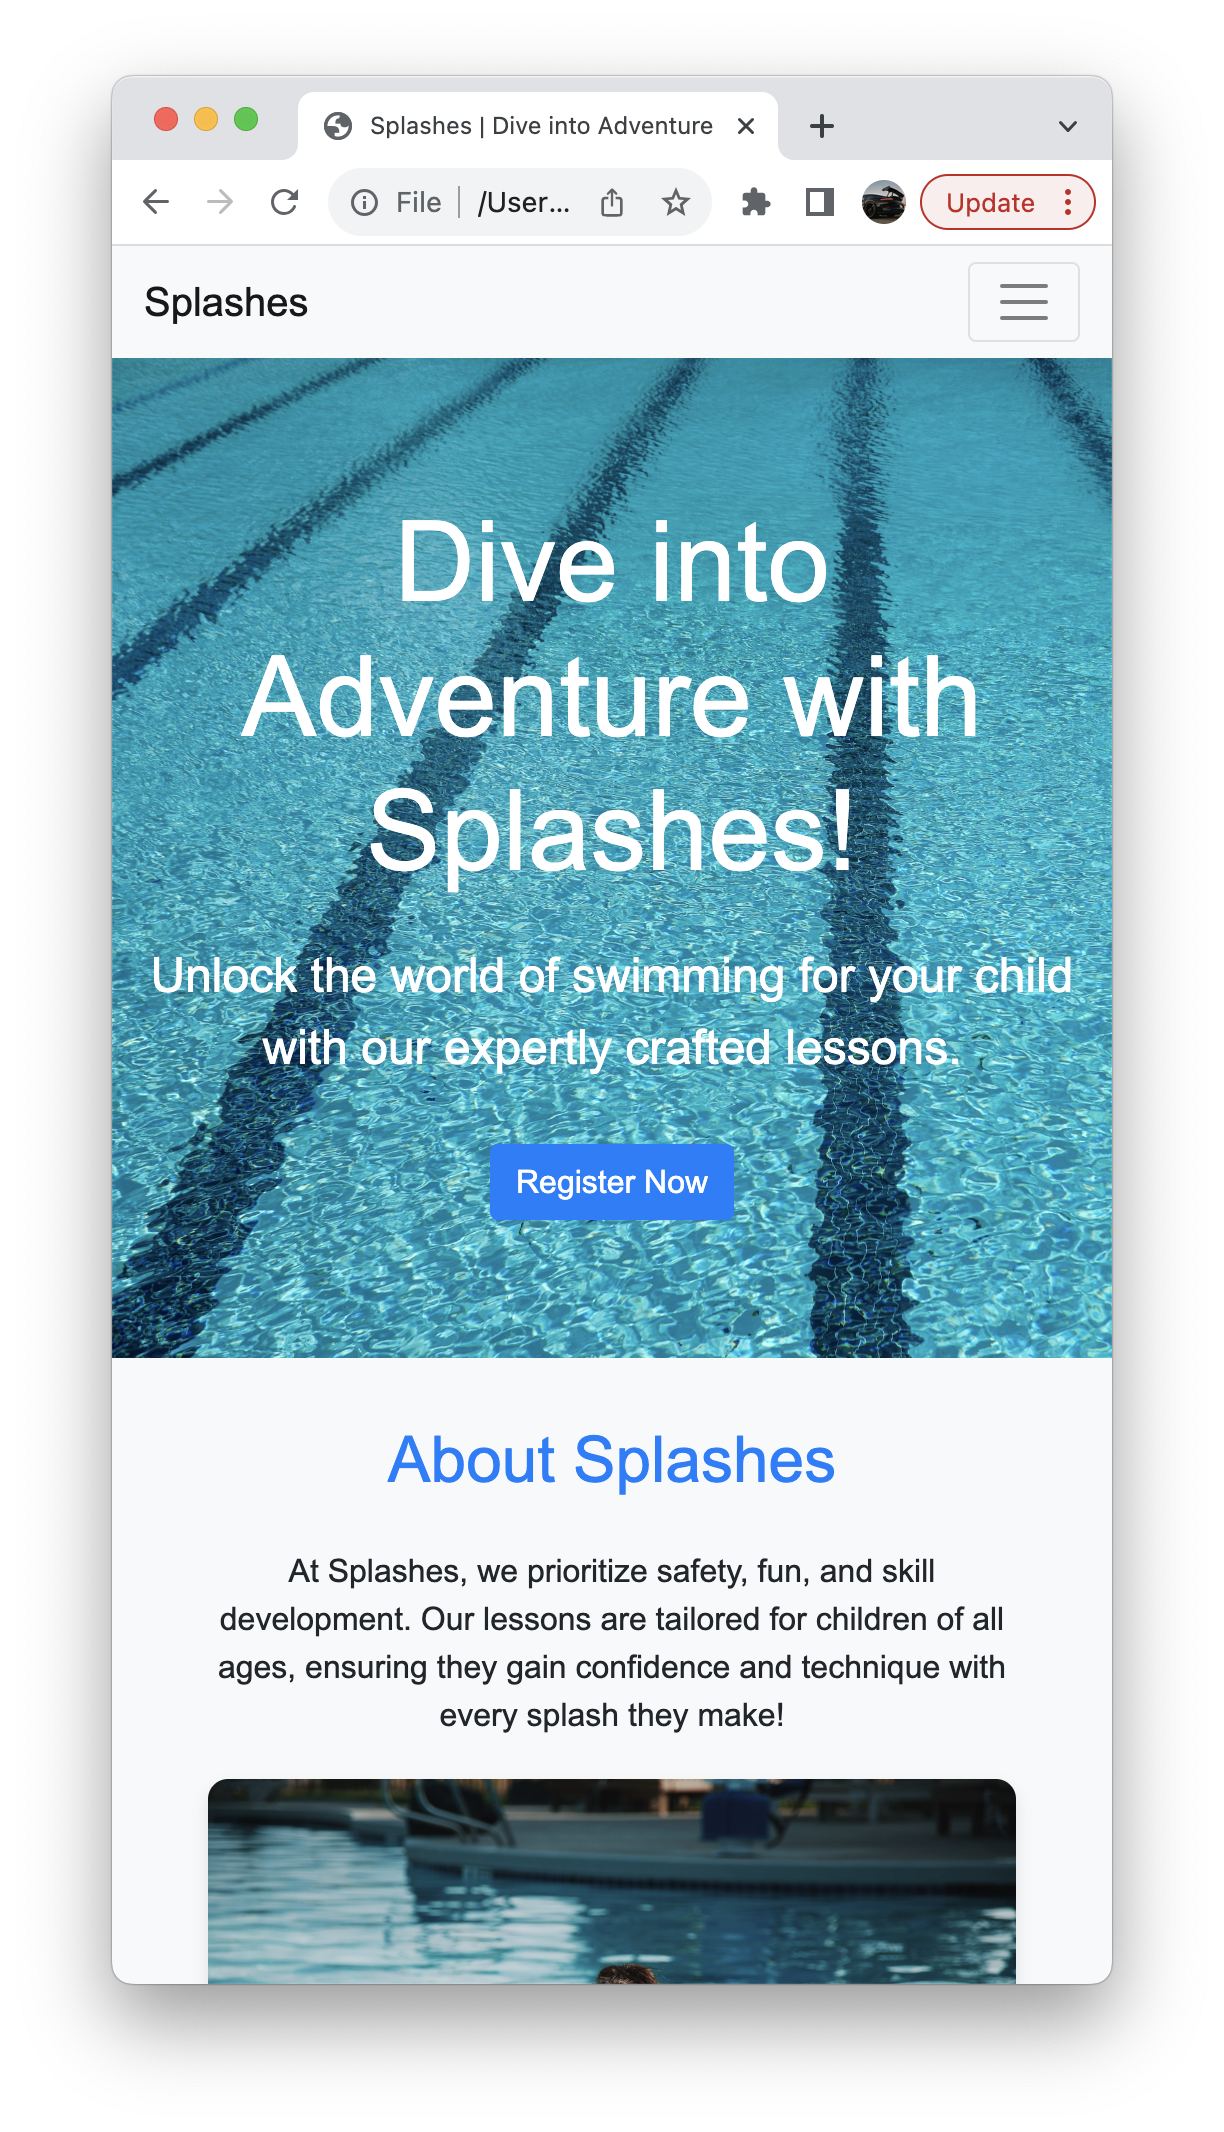 Splashes | Dive into Adventure
File | /User...
Update
Splashes
Dive into
Adventure with
Splashes!
Unlock the world of swimming for your child
with our expertly crafted lessons.
Register Now
About Splashes
At Splashes, we prioritize safety, fun, and skill
development. Our lessons are tailored for children of all
ages, ensuring they gain confidence and technique with
every splash they make!